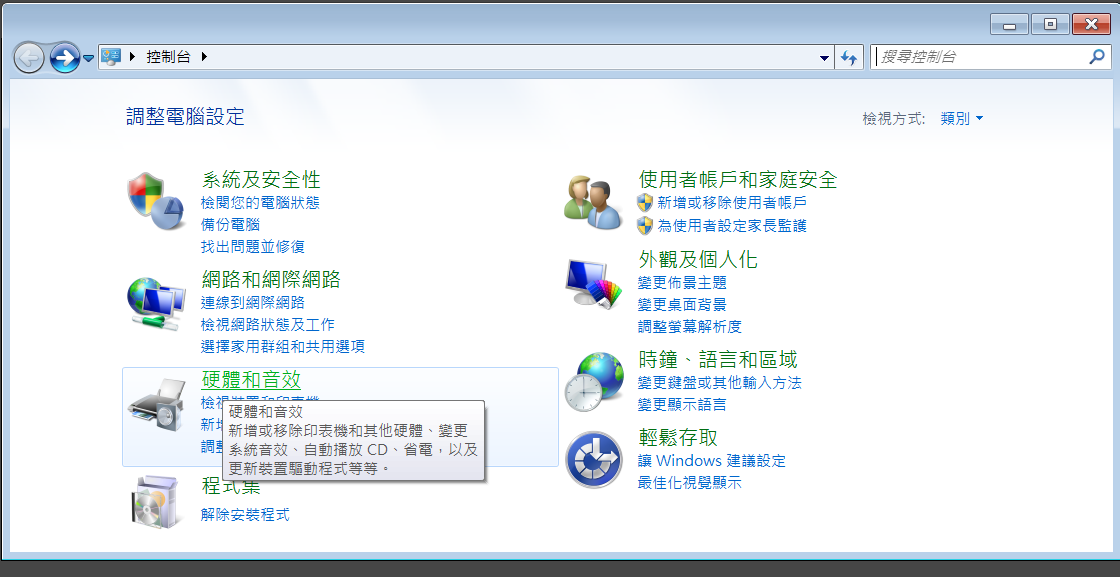 控制台
搜尋控制台
調整電腦設定
檢視方式: 類別
系統及安全性
檢閱您的電腦狀態
備份電腦
找出問題並修復
網路和網際網路
連線到網際網路
檢視網路狀態及工作
選擇家用群組和共用選項
硬體和音效
檢視裝置和印表機
新增
調整
硬體和音效
新增或移除印表機和其他硬體、變更
系統音效、自動播放 CD、省電，以及
更新裝置驅動程式等等。
程式集
解除安裝程式
使用者帳戶和家庭安全
新增或移除使用者帳戶
為使用者設定家長監護
外觀及個人化
變更佈景主題
變更桌面背景
調整螢幕解析度
時鐘、語言和區域
變更鍵盤或其他輸入方法
變更顯示語言
輕鬆存取
讓 Windows 建議設定
最佳化視覺顯示